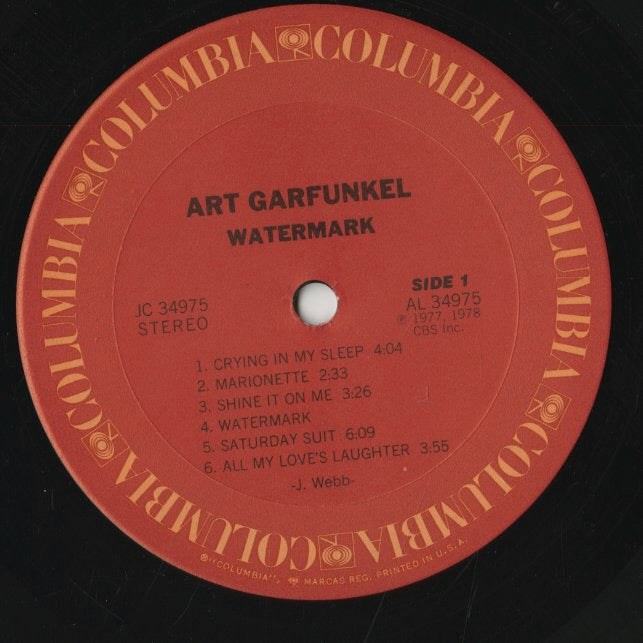 COLUMBIA COLUMBIA COLUMBIA COLUMBIA COLUMBIA COLUMBIA COLUMBIA
ART GARFUNKEL
WATERMARK
JC 34975
STEREO
SIDE 1
AL 34975
℗ 1977, 1978
CBS Inc.
1. CRYING IN MY SLEEP 4:04
2. MARIONETTE 2:33
3. SHINE IT ON ME 3:26
4. WATERMARK
5. SATURDAY SUIT 6:09
6. ALL MY LOVE'S LAUGHTER 3:55
-J. Webb-
® "COLUMBIA", MARCAS REG. PRINTED IN U.S.A.